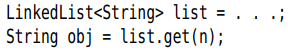 LinkedList<String> list = . . .;
String obj = list.get(n);